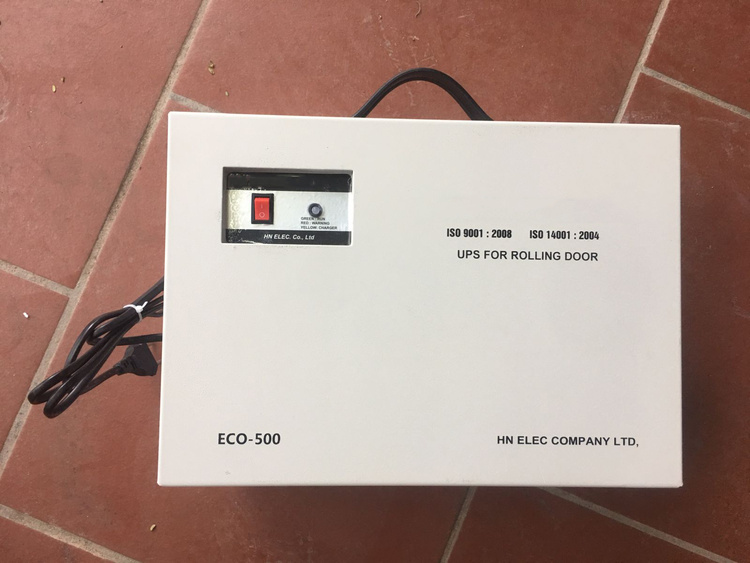 GREEN: RUN
RED: WARNING
YELLOW: CHARGER
HN ELEC. Co., Ltd
ISO 9001 : 2008 ISO 14001 : 2004
UPS FOR ROLLING DOOR
ECO-500
HN ELEC COMPANY LTD,